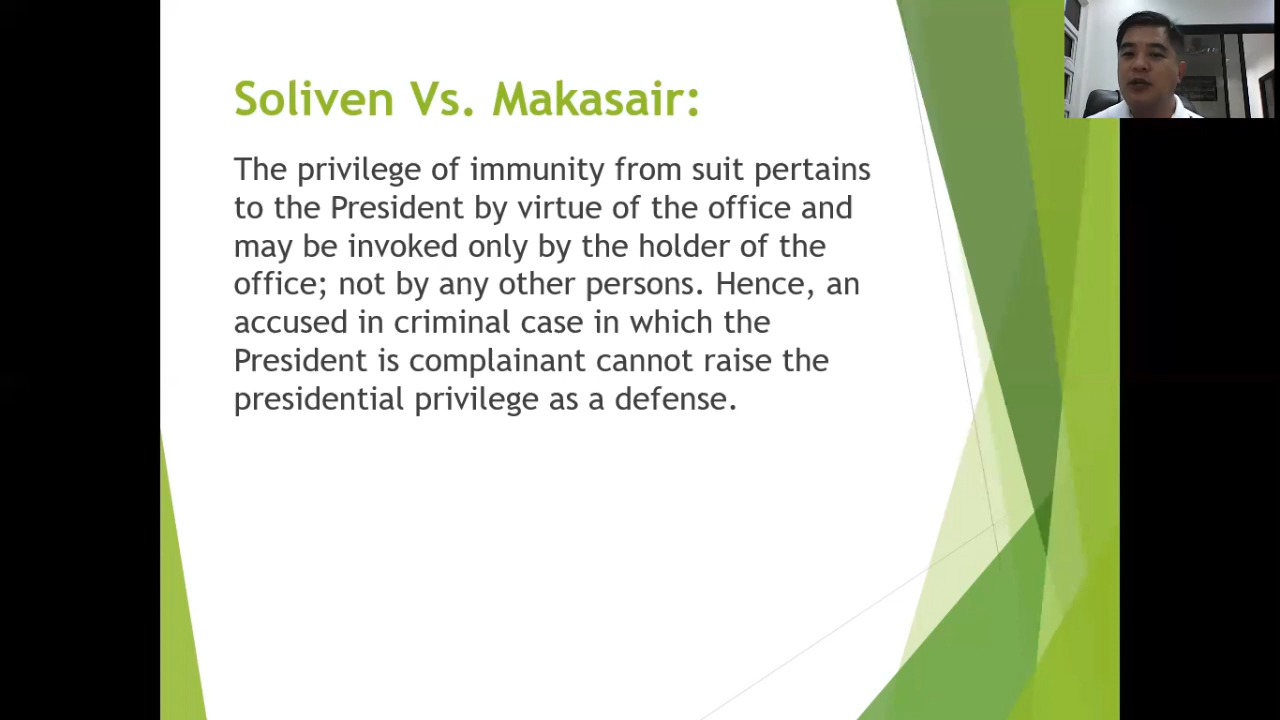 Soliven Vs. Makasair:
The privilege of immunity from suit pertains
to the President by virtue of the office and
may be invoked only by the holder of the
office; not by any other persons. Hence, an
accused in criminal case in which the
President is complainant cannot raise the
presidential privilege as a defense.